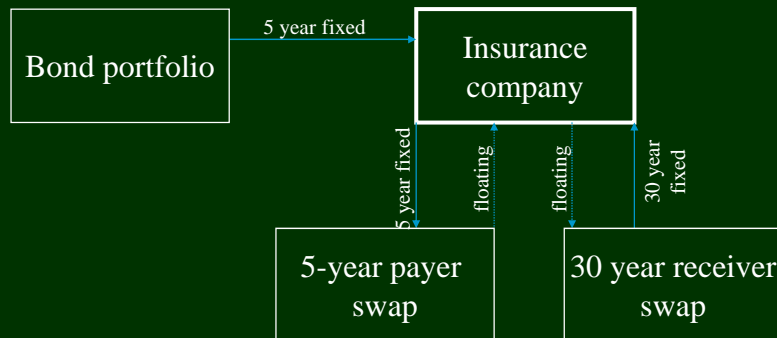 5 year fixed
Bond portfolio
Insurance
company
5 year fixed
floating
floating
30 year
fixed
5-year payer
swap
30 year receiver
swap